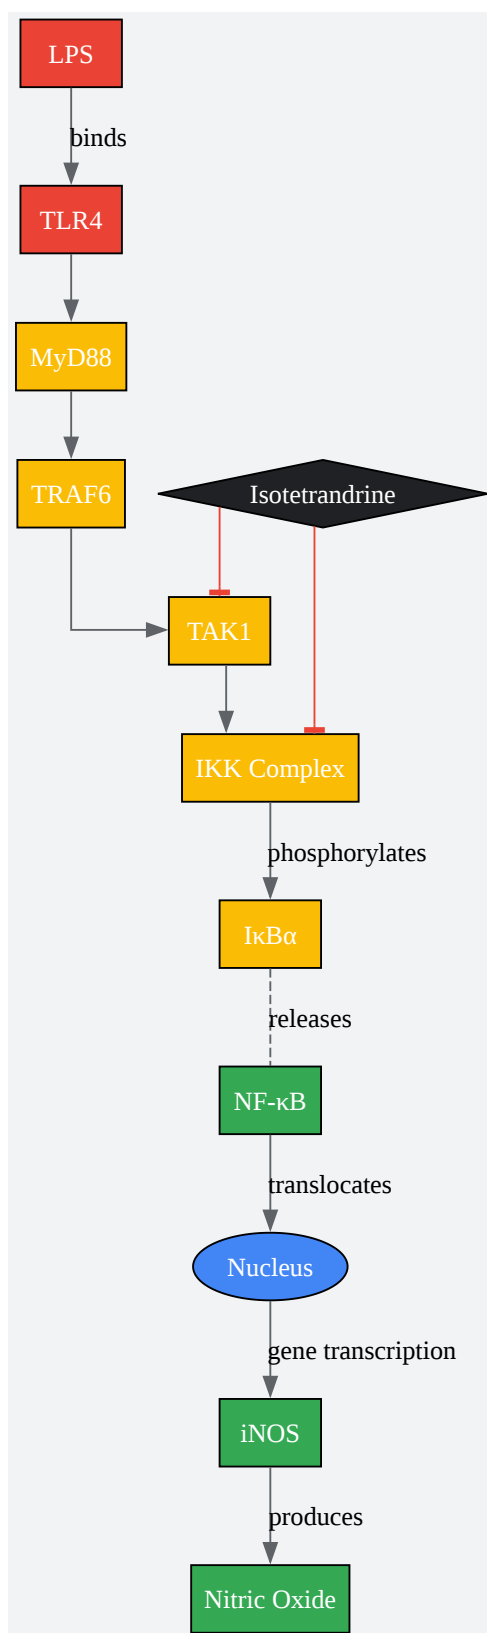 LPS
binds
TLR4
MyD88
TRAF6
Isotetrandrine
TAK1
IKK Complex
phosphorylates
IκBα
releases
NF-κB
translocates
Nucleus
gene transcription
iNOS
produces
Nitric Oxide